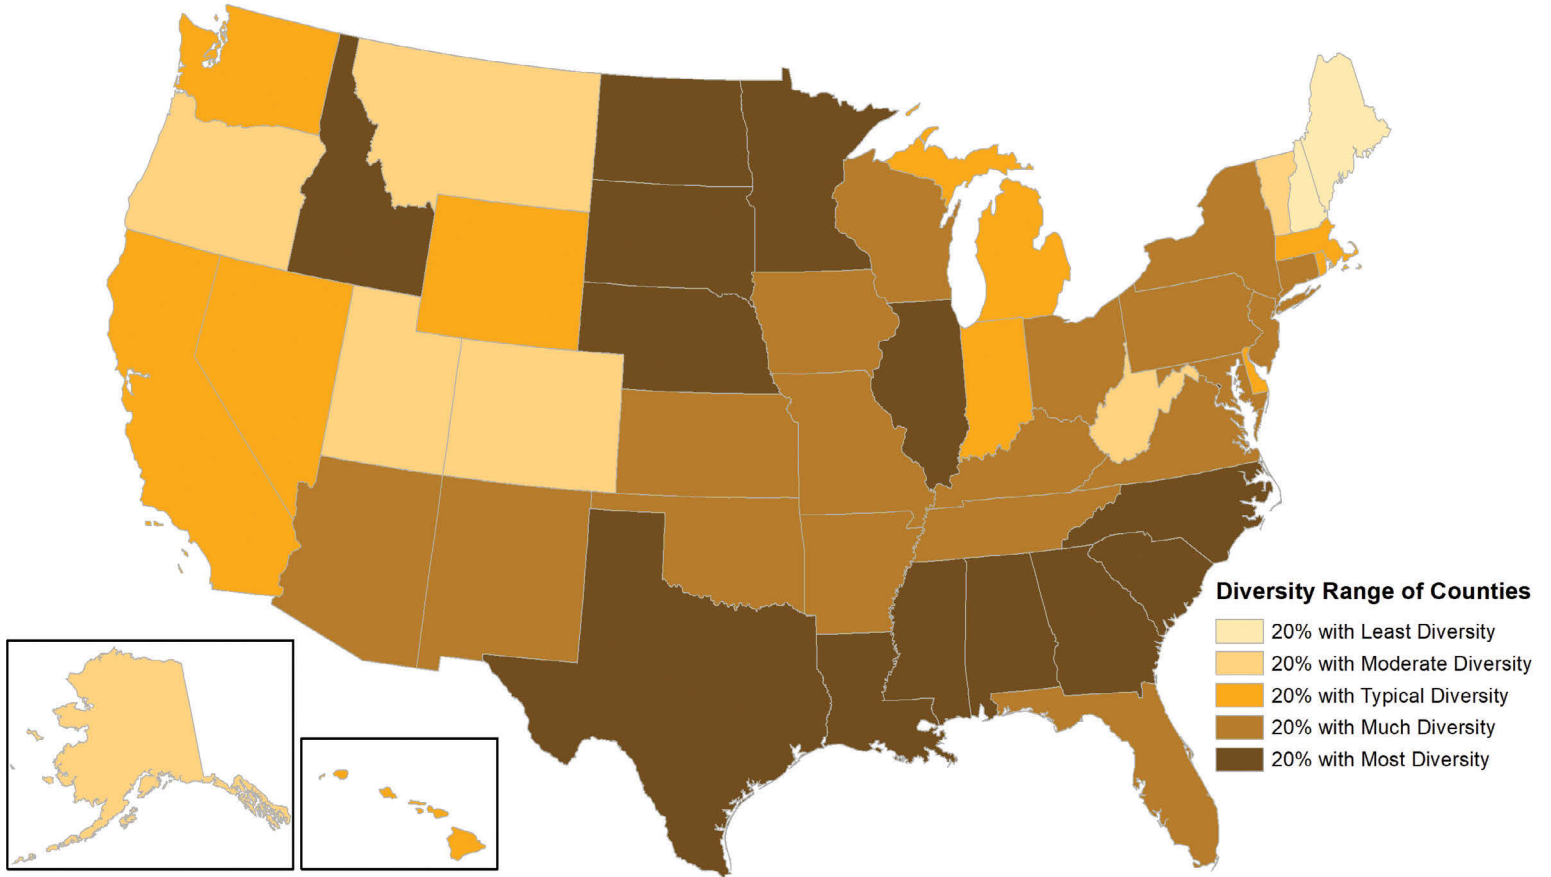 Diversity Range of Counties
20% with Least Diversity
20% with Moderate Diversity
20% with Typical Diversity
20% with Much Diversity
20% with Most Diversity